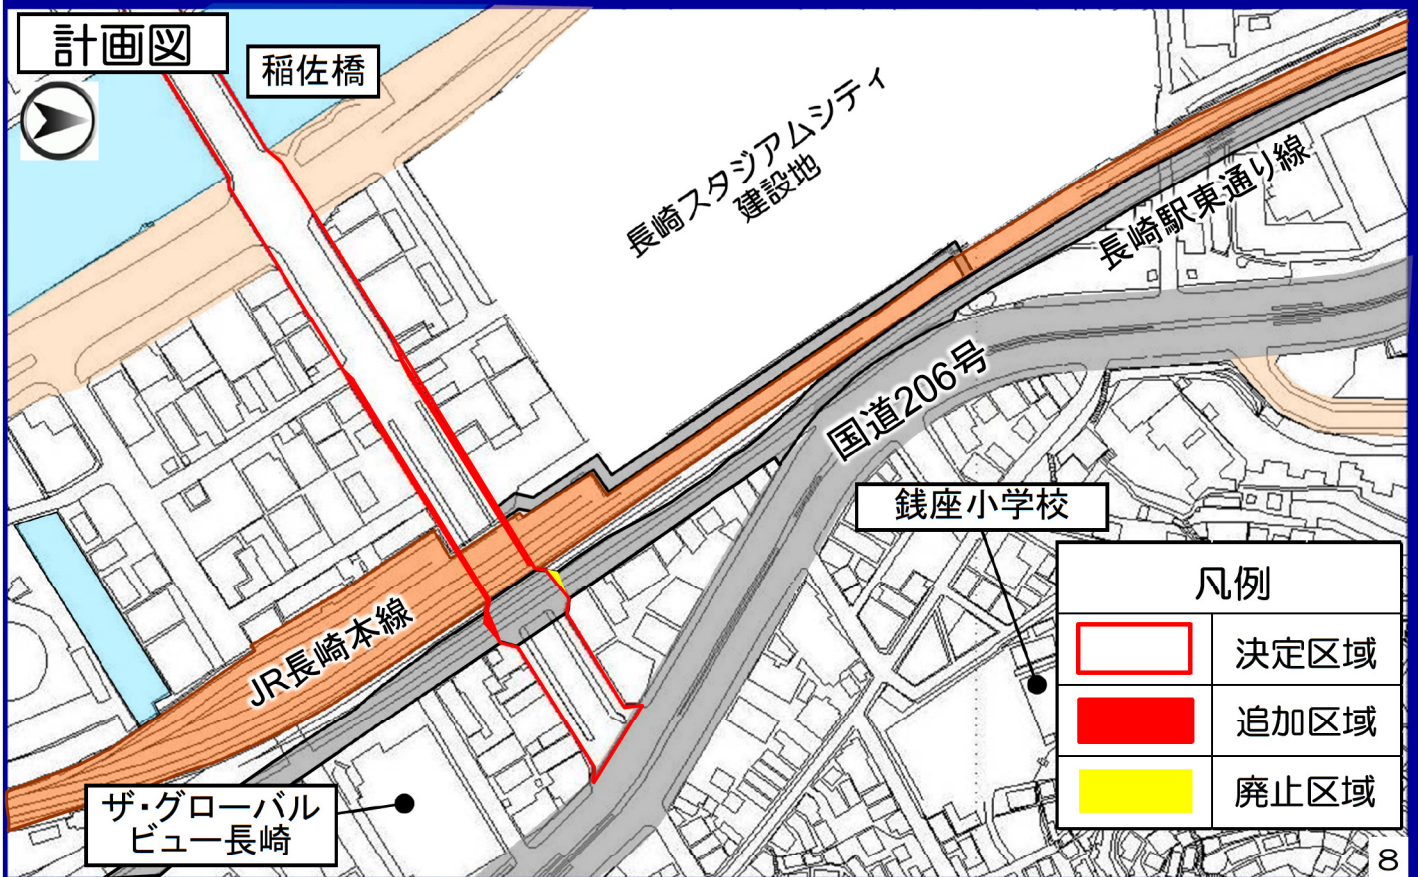 計画図
稲佐橋
長崎スタジアムシティ
建設地
長崎駅東通り線
国道206号
銭座小学校
JR長崎本線
ザ・グローバル
ビュー長崎
凡例
決定区域
追加区域
廃止区域
8